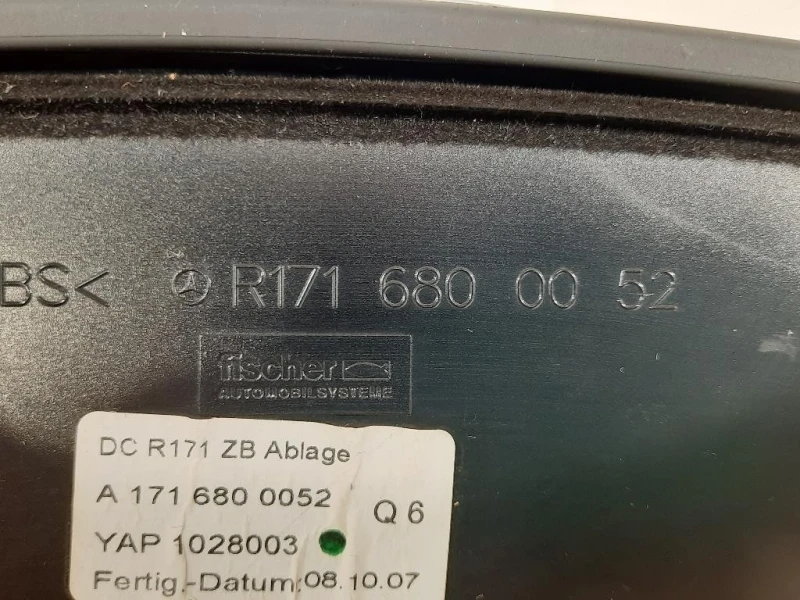 BS< R171 680 00 52
fischer
AUTOMOBILSYSTEME
DC R171 ZB Ablage
A 171 680 0052
Q6
YAP 1028003
Fertig.-Datum:08.10.07